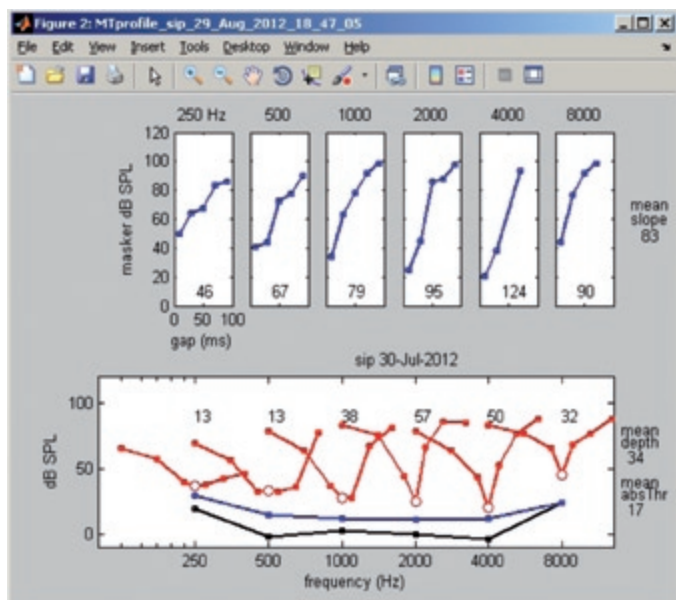 Figure 2: MTprofile_sip_29_Aug_2012_18_47_05
File Edit View Insert Tools Desktop Window Help
250 Hz 500 1000 2000 4000 8000
masker dB SPL
120
100
80
60
40
20
0
46 67 79 95 124 90
mean
slope
83
0 50 100
gap (ms)
sip 30-Jul-2012
dB SPL
100
50
0
13 13 38 57 50 32
mean
depth
34
mean
absThr
17
250 500 1000 2000 4000 8000
frequency (Hz)